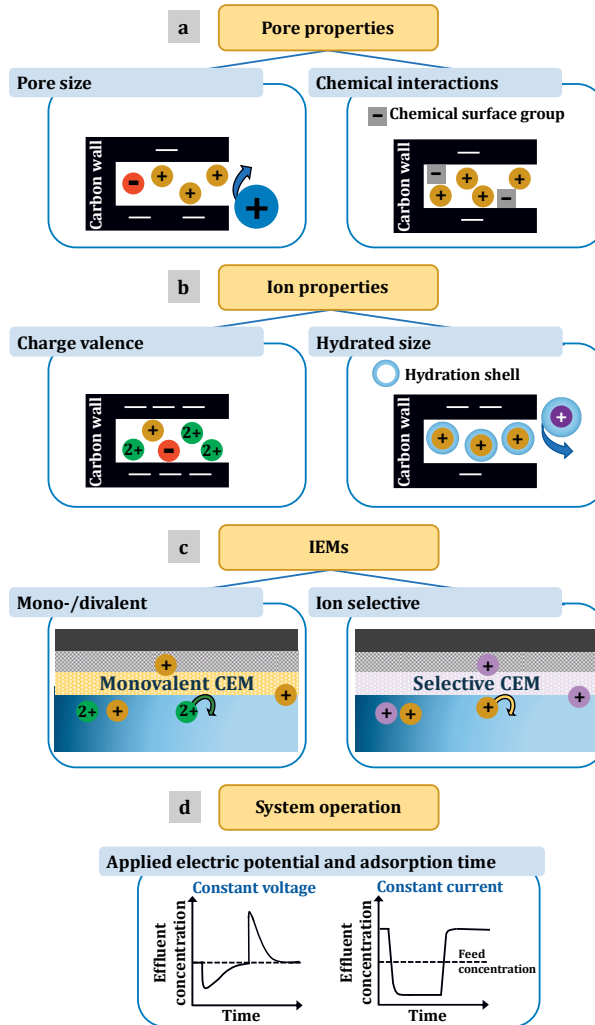 a
Pore properties
Pore size
Chemical interactions
− Chemical surface group
Carbon wall
−
+
+
+
+
Carbon wall
−
+
+
+
+
−
b
Ion properties
Charge valence
Hydrated size
Hydration shell
Carbon wall
+
2+
2+
−
2+
Carbon wall
+
+
+
+
c
IEMs
Mono-/divalent
Ion selective
+
Monovalent CEM
+
2+
+
2+
+
Selective CEM
+
+
+
+
d
System operation
Applied electric potential and adsorption time
Constant voltage
Constant current
Effluent
concentration
Time
Effluent
concentration
Feed
concentration
Time